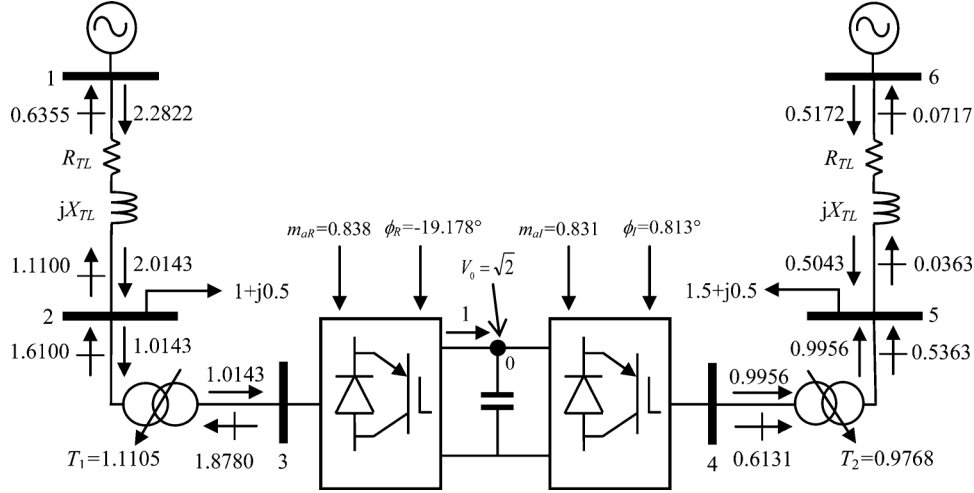 1
6
0.6355
2.2822
0.5172
0.0717
R_TL
R_TL
jX_TL
jX_TL
m_aR=0.838
ϕ_R=-19.178°
m_aI=0.831
ϕ_I=0.813°
V_0=√2
1.1100
2.0143
0.5043
0.0363
1+j0.5
1.5+j0.5
2
1
5
1.6100
1.0143
0
0.9956
0.5363
1.0143
0.9956
T_1=1.1105
1.8780
3
4
0.6131
T_2=0.9768